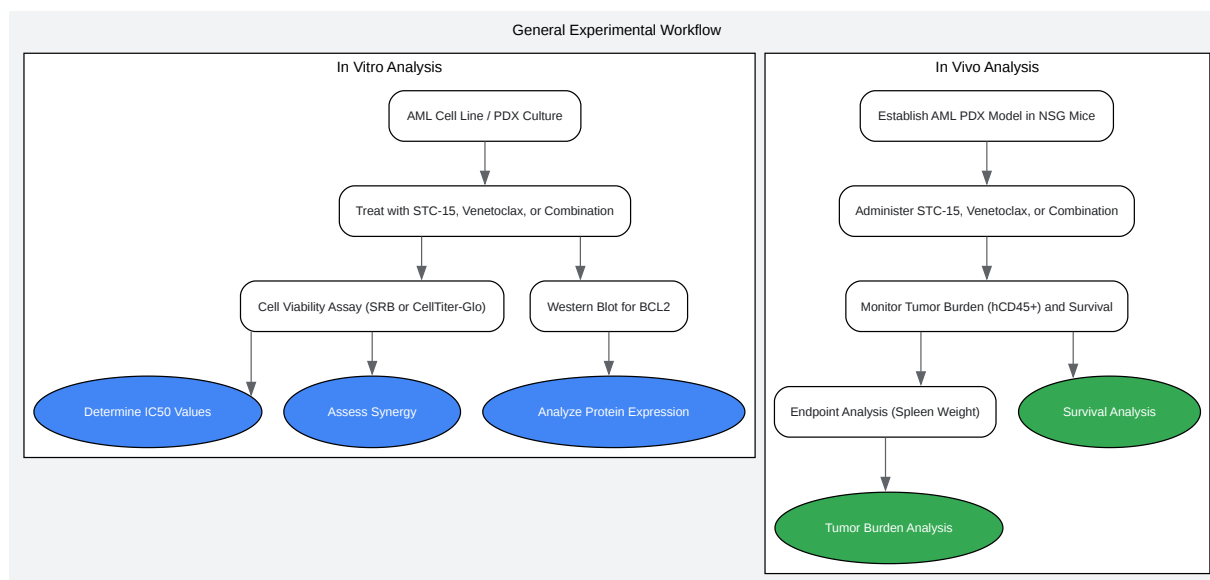 General Experimental Workflow
In Vitro Analysis
AML Cell Line / PDX Culture
Treat with STC-15, Venetoclax, or Combination
Cell Viability Assay (SRB or CellTiter-Glo)
Western Blot for BCL2
Determine IC50 Values
Assess Synergy
Analyze Protein Expression
In Vivo Analysis
Establish AML PDX Model in NSG Mice
Administer STC-15, Venetoclax, or Combination
Monitor Tumor Burden (hCD45+) and Survival
Endpoint Analysis (Spleen Weight)
Survival Analysis
Tumor Burden Analysis